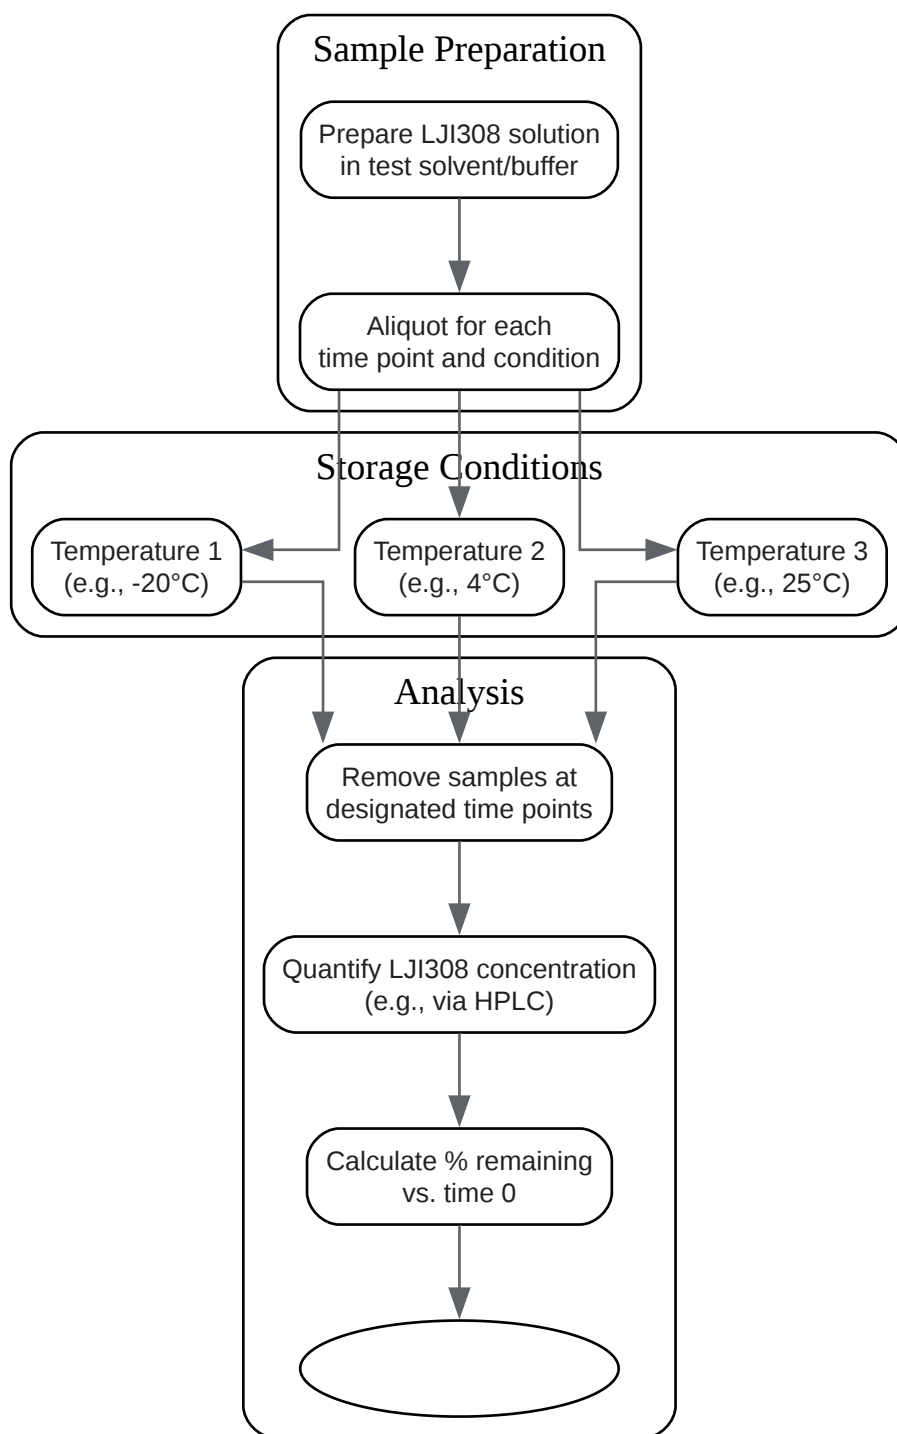 Sample Preparation
Prepare LJI308 solution
in test solvent/buffer
Aliquot for each
time point and condition
Storage Conditions
Temperature 1
(e.g., -20°C)
Temperature 2
(e.g., 4°C)
Temperature 3
(e.g., 25°C)
Analysis
Remove samples at
designated time points
Quantify LJI308 concentration
(e.g., via HPLC)
Calculate % remaining
vs. time 0